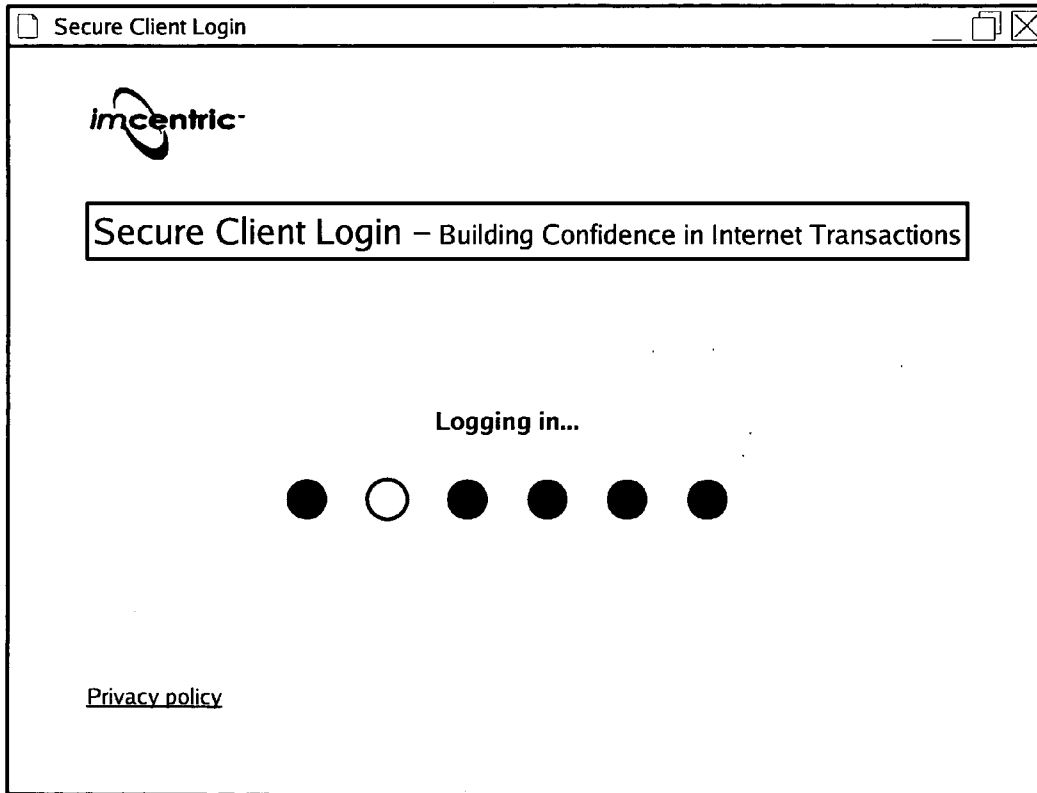 Secure Client Login
imcentric
Secure Client Login – Building Confidence in Internet Transactions
Logging in...
Privacy policy